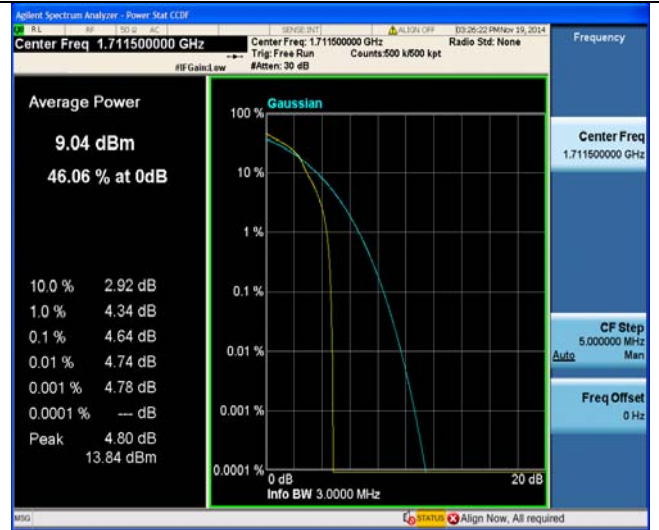 Agilent Spectrum Analyzer - Power Stat CCDF
RL RF 50 Ω AC SENSE:INT ALIGN OFF 03:26:22 PM Nov 19, 2014
Center Freq 1.711500000 GHz
Center Freq: 1.711500000 GHz Radio Std: None
Trig: Free Run Counts:500 k/500 kpt
#IFGain:Low #Atten: 30 dB
Frequency
Average Power
9.04 dBm
46.06 % at 0dB
10.0 % 2.92 dB
1.0 % 4.34 dB
0.1 % 4.64 dB
0.01 % 4.74 dB
0.001 % 4.78 dB
0.0001 % --- dB
Peak 4.80 dB
13.84 dBm
Gaussian
100 %
10 %
1 %
0.1 %
0.01 %
0.001 %
0.0001 %
0 dB 20 dB
Info BW 3.0000 MHz
Center Freq
1.711500000 GHz
CF Step
5.000000 MHz
Auto Man
Freq Offset
0 Hz
MSG STATUS Align Now, All required